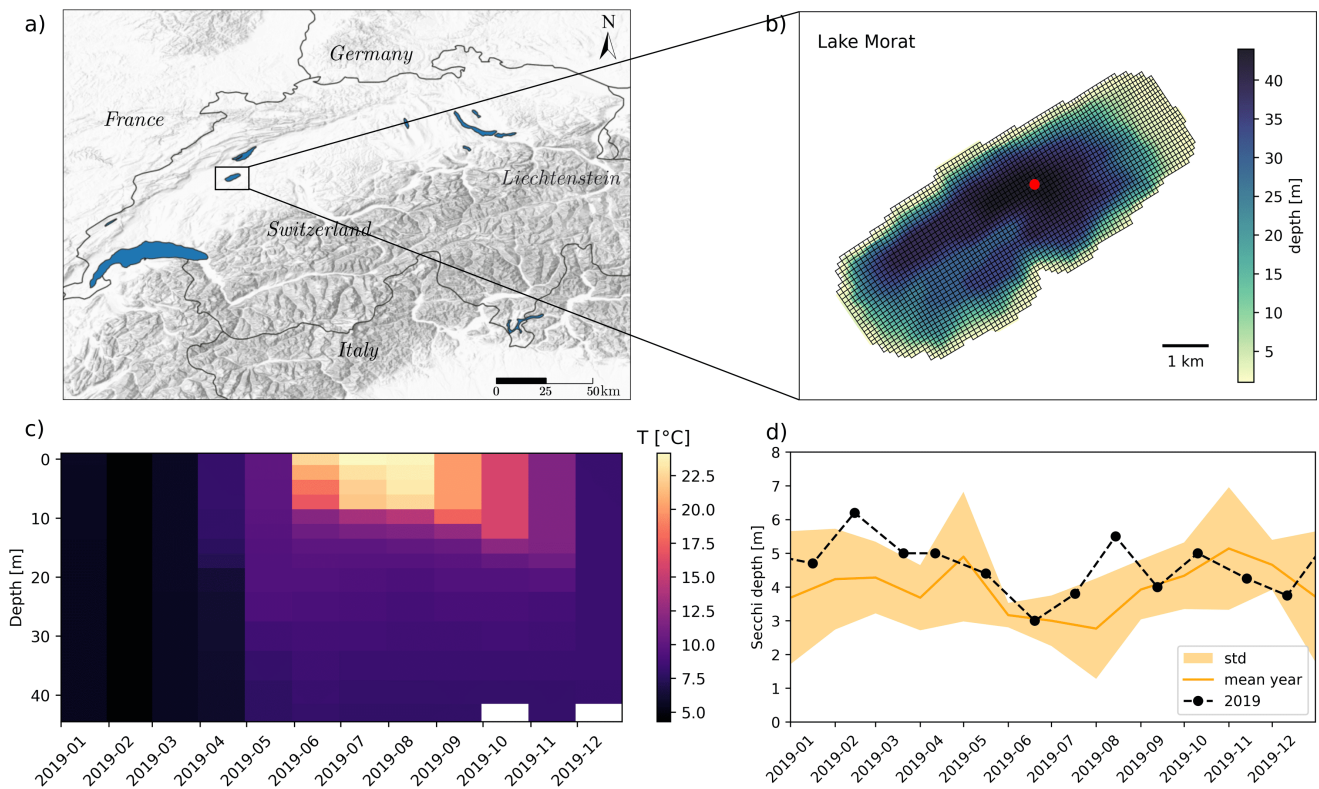 a)
N
Germany
France
Liechtenstein
Switzerland
Italy
0 25 50 km
b)
Lake Morat
1 km
40
35
30
25
20
15
10
5
depth [m]
c)
T [°C]
0
10
20
30
40
Depth [m]
2019-01 2019-02 2019-03 2019-04 2019-05 2019-06 2019-07 2019-08 2019-09 2019-10 2019-11 2019-12
22.5
20.0
17.5
15.0
12.5
10.0
7.5
5.0
d)
8
7
6
5
4
3
2
1
0
Secchi depth [m]
std
mean year
2019
2019-01 2019-02 2019-03 2019-04 2019-05 2019-06 2019-07 2019-08 2019-09 2019-10 2019-11 2019-12